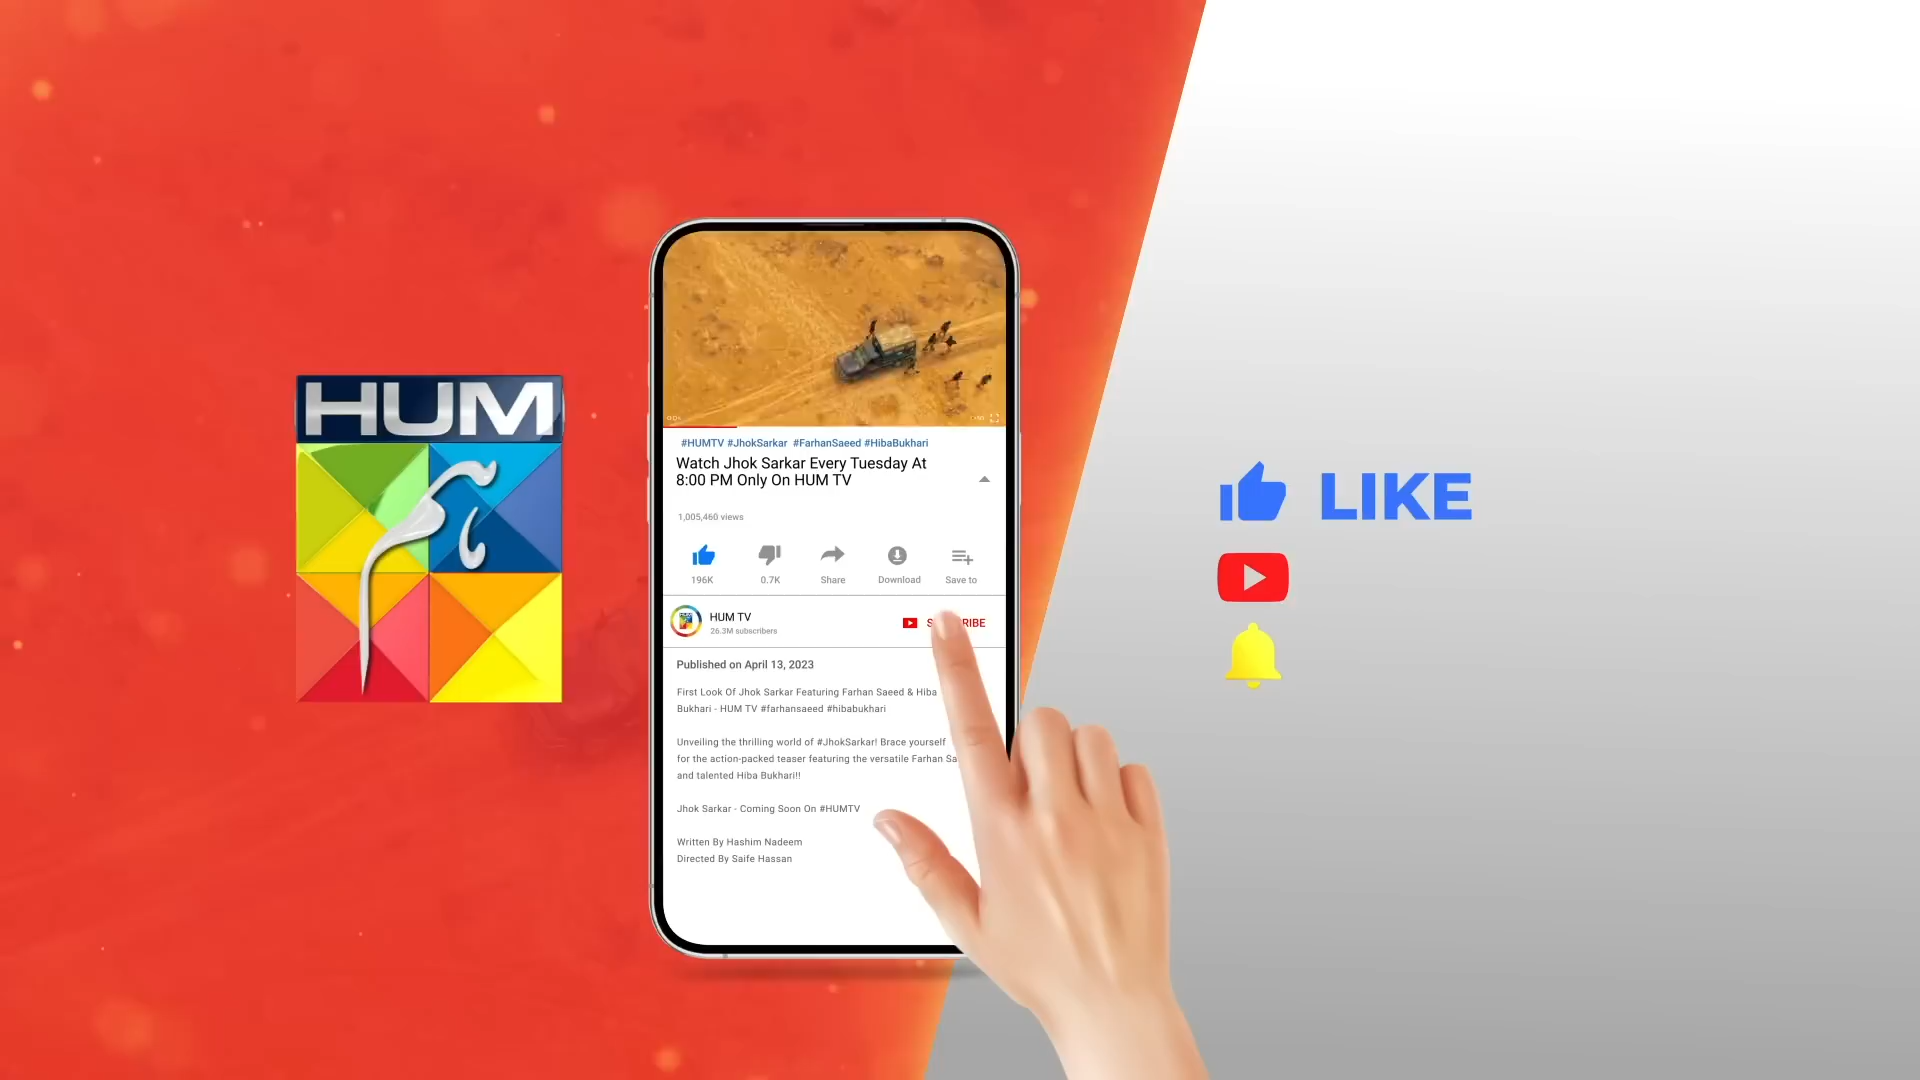 HUM
ہم
#HUMTV #JhokSarkar #FarhanSaeed #HibaBukhari
Watch Jhok Sarkar Every Tuesday At
8:00 PM Only On HUM TV
1,005,460 views
196K
0.7K
Share
Download
Save to
HUM TV
26.3M subscribers
Published on April 13, 2023
First Look Of Jhok Sarkar Featuring Farhan Saeed & Hiba
Bukhari - HUM TV #farhansaeed #hibabukhari
Unveiling the thrilling world of #JhokSarkar! Brace yourself
for the action-packed teaser featuring the versatile Farhan Sa
and talented Hiba Bukhari!!
Jhok Sarkar - Coming Soon On #HUMTV
Written By Hashim Nadeem
Directed By Saife Hassan
LIKE